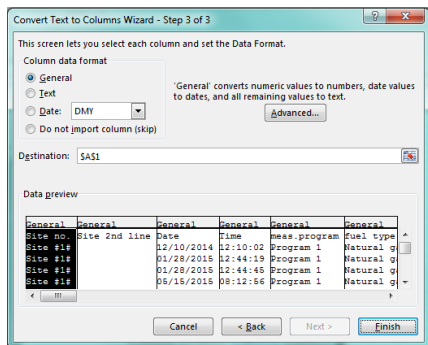 Convert Text to Columns Wizard - Step 3 of 3
This screen lets you select each column and set the Data Format.
Column data format
General
Text
Date: DMY
Do not import column (skip)
'General' converts numeric values to numbers, date values
to dates, and all remaining values to text.
Advanced...
Destination: $A$1
Data preview
General General General General General General
Site no. Site 2nd line Date Time meas.program fuel type
Site #1# 12/10/2014 12:10:02 Program 1 Natural g
Site #1# 01/28/2015 12:44:19 Program 1 Natural g
Site #1# 01/28/2015 12:44:45 Program 1 Natural g
Site #1# 05/15/2015 08:12:56 Program 1 Natural g
Cancel < Back Next > Finish